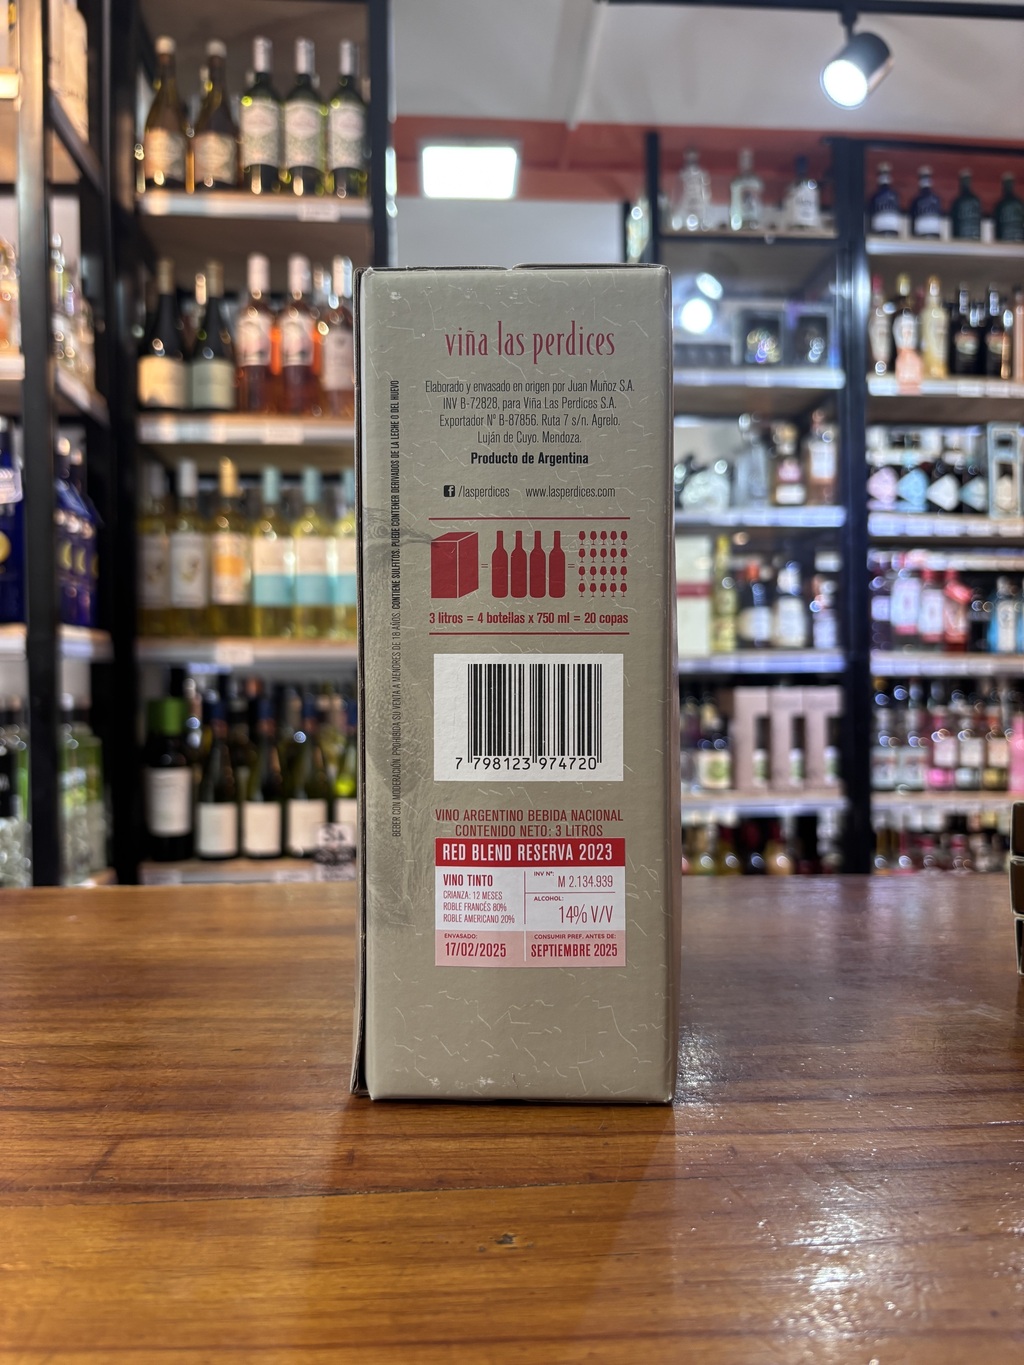 viña las perdices
Elaborado y envasado en origen por Juan Muñoz S.A.
INV B-72828, para Viña Las Perdices S.A.
Exportador N° B-87856. Ruta 7 s/n. Agrelo.
Luján de Cuyo. Mendoza.
Producto de Argentina
/lasperdices www.lasperdices.com
= =
3 litros = 4 botellas x 750 ml = 20 copas
7 798123 974720
VINO ARGENTINO BEBIDA NACIONAL
CONTENIDO NETO: 3 LITROS
RED BLEND RESERVA 2023
VINO TINTO
CRIANZA: 12 MESES
ROBLE FRANCÉS 80%
ROBLE AMERICANO 20%
INV N°:
M 2.134.939
ALCOHOL:
14% V/V
ENVASADO:
17/02/2025
CONSUMIR PREF. ANTES DE:
SEPTIEMBRE 2025
BEBER CON MODERACIÓN. PROHIBIDA SU VENTA A MENORES DE 18 AÑOS. CONTIENE SULFITOS. PUEDE CONTENER DERIVADOS DE LA LECHE O DEL HUEVO